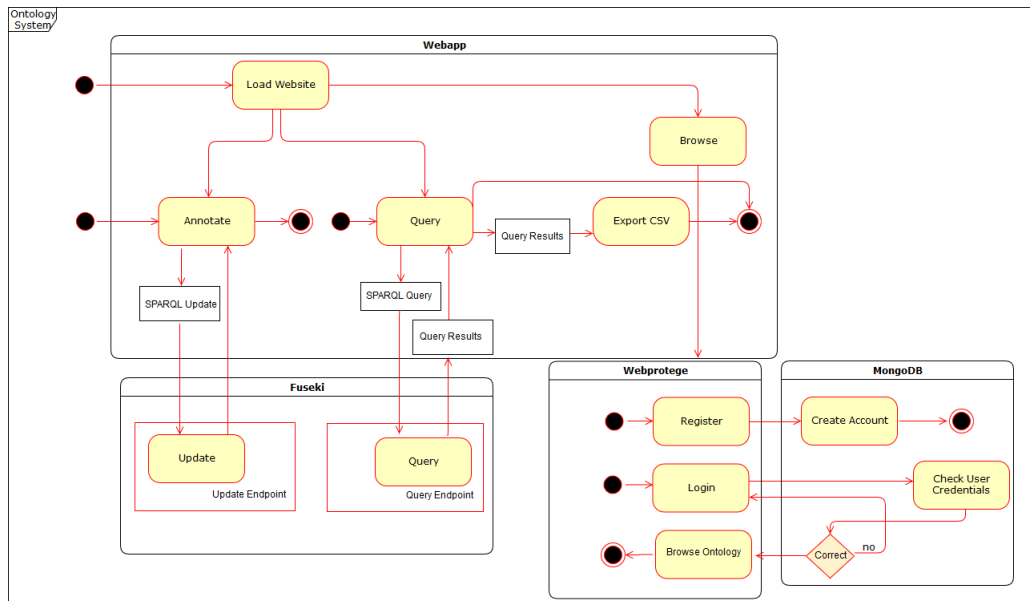 Ontology
System
Webapp
Load Website
Browse
Annotate
Query
Export CSV
Query Results
SPARQL Update
SPARQL Query
Query Results
Fuseki
Update
Update Endpoint
Query
Query Endpoint
Webprotege
MongoDB
Register
Create Account
Login
Check User
Credentials
Browse Ontology
Correct
no